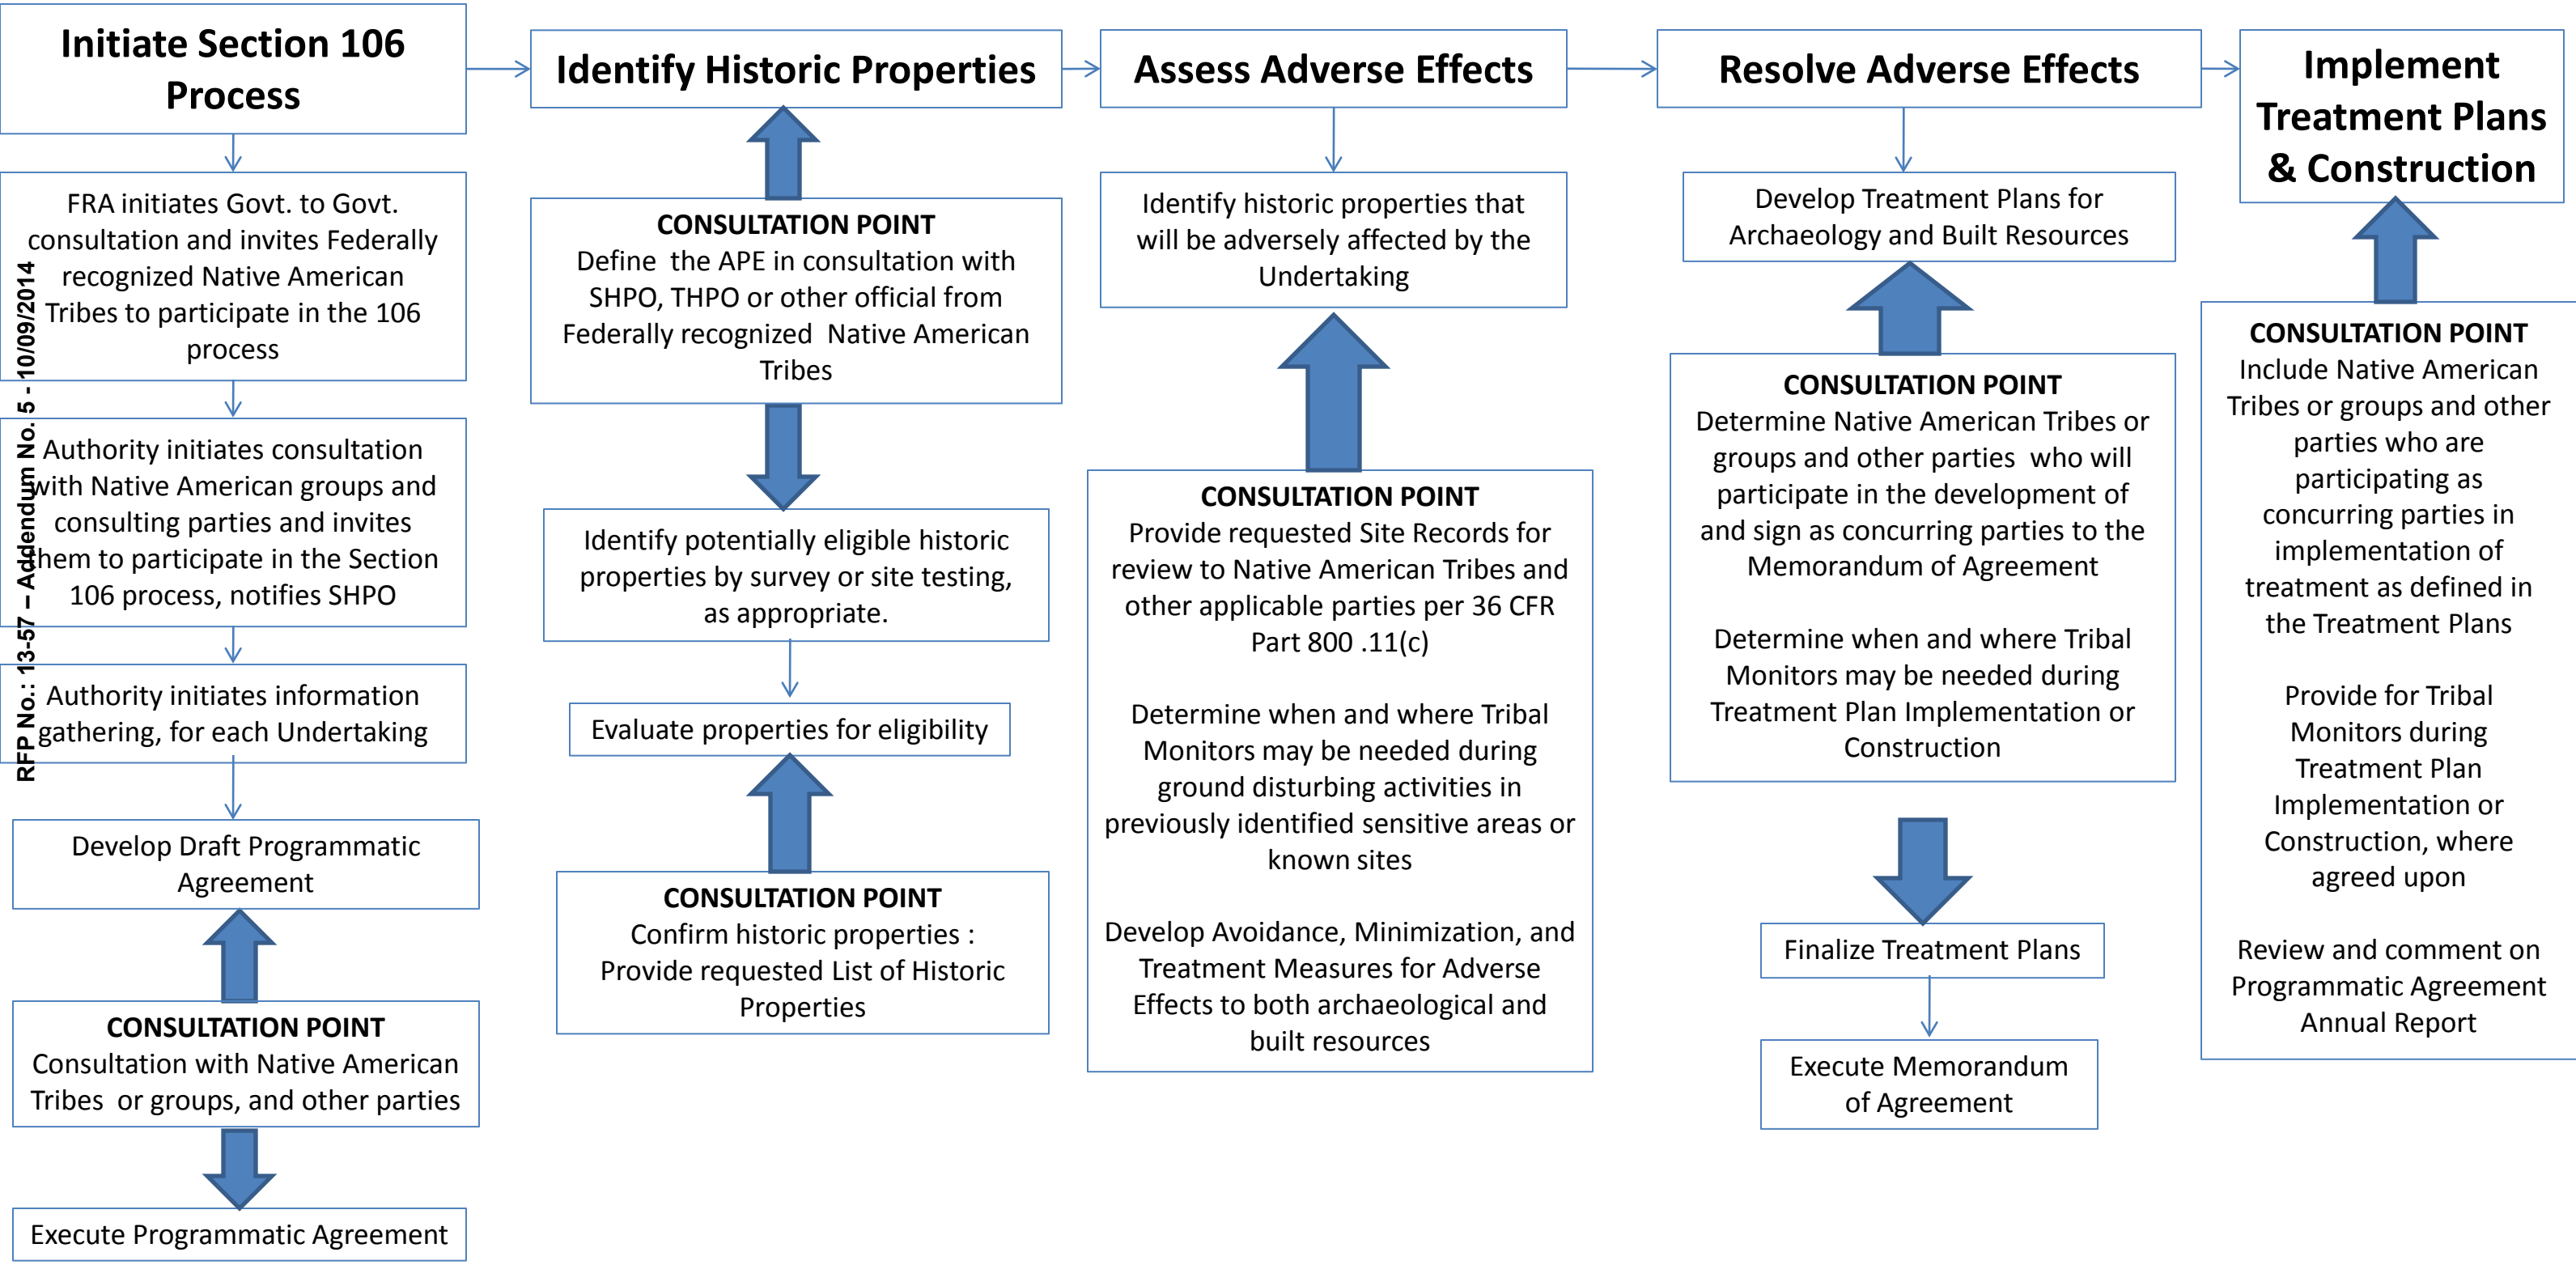 Initiate Section 106
Process
FRA initiates Govt. to Govt.
consultation and invites Federally
recognized Native American
Tribes to participate in the 106
process
Authority initiates consultation
with Native American groups and
consulting parties and invites
them to participate in the Section
106 process, notifies SHPO
Authority initiates information
gathering, for each Undertaking
Develop Draft Programmatic
Agreement
CONSULTATION POINT
Consultation with Native American
Tribes or groups, and other parties
Execute Programmatic Agreement
RFP No.: 13-57 – Addendum No. 5 - 10/09/2014
Identify Historic Properties
CONSULTATION POINT
Define the APE in consultation with
SHPO, THPO or other official from
Federally recognized Native American
Tribes
Identify potentially eligible historic
properties by survey or site testing,
as appropriate.
Evaluate properties for eligibility
CONSULTATION POINT
Confirm historic properties :
Provide requested List of Historic
Properties
Assess Adverse Effects
Identify historic properties that
will be adversely affected by the
Undertaking
CONSULTATION POINT
Provide requested Site Records for
review to Native American Tribes and
other applicable parties per 36 CFR
Part 800 .11(c)
Determine when and where Tribal
Monitors may be needed during
ground disturbing activities in
previously identified sensitive areas or
known sites
Develop Avoidance, Minimization, and
Treatment Measures for Adverse
Effects to both archaeological and
built resources
Resolve Adverse Effects
Develop Treatment Plans for
Archaeology and Built Resources
CONSULTATION POINT
Determine Native American Tribes or
groups and other parties who will
participate in the development of
and sign as concurring parties to the
Memorandum of Agreement
Determine when and where Tribal
Monitors may be needed during
Treatment Plan Implementation or
Construction
Finalize Treatment Plans
Execute Memorandum
of Agreement
Implement
Treatment Plans
& Construction
CONSULTATION POINT
Include Native American
Tribes or groups and other
parties who are
participating as
concurring parties in
implementation of
treatment as defined in
the Treatment Plans
Provide for Tribal
Monitors during
Treatment Plan
Implementation or
Construction, where
agreed upon
Review and comment on
Programmatic Agreement
Annual Report